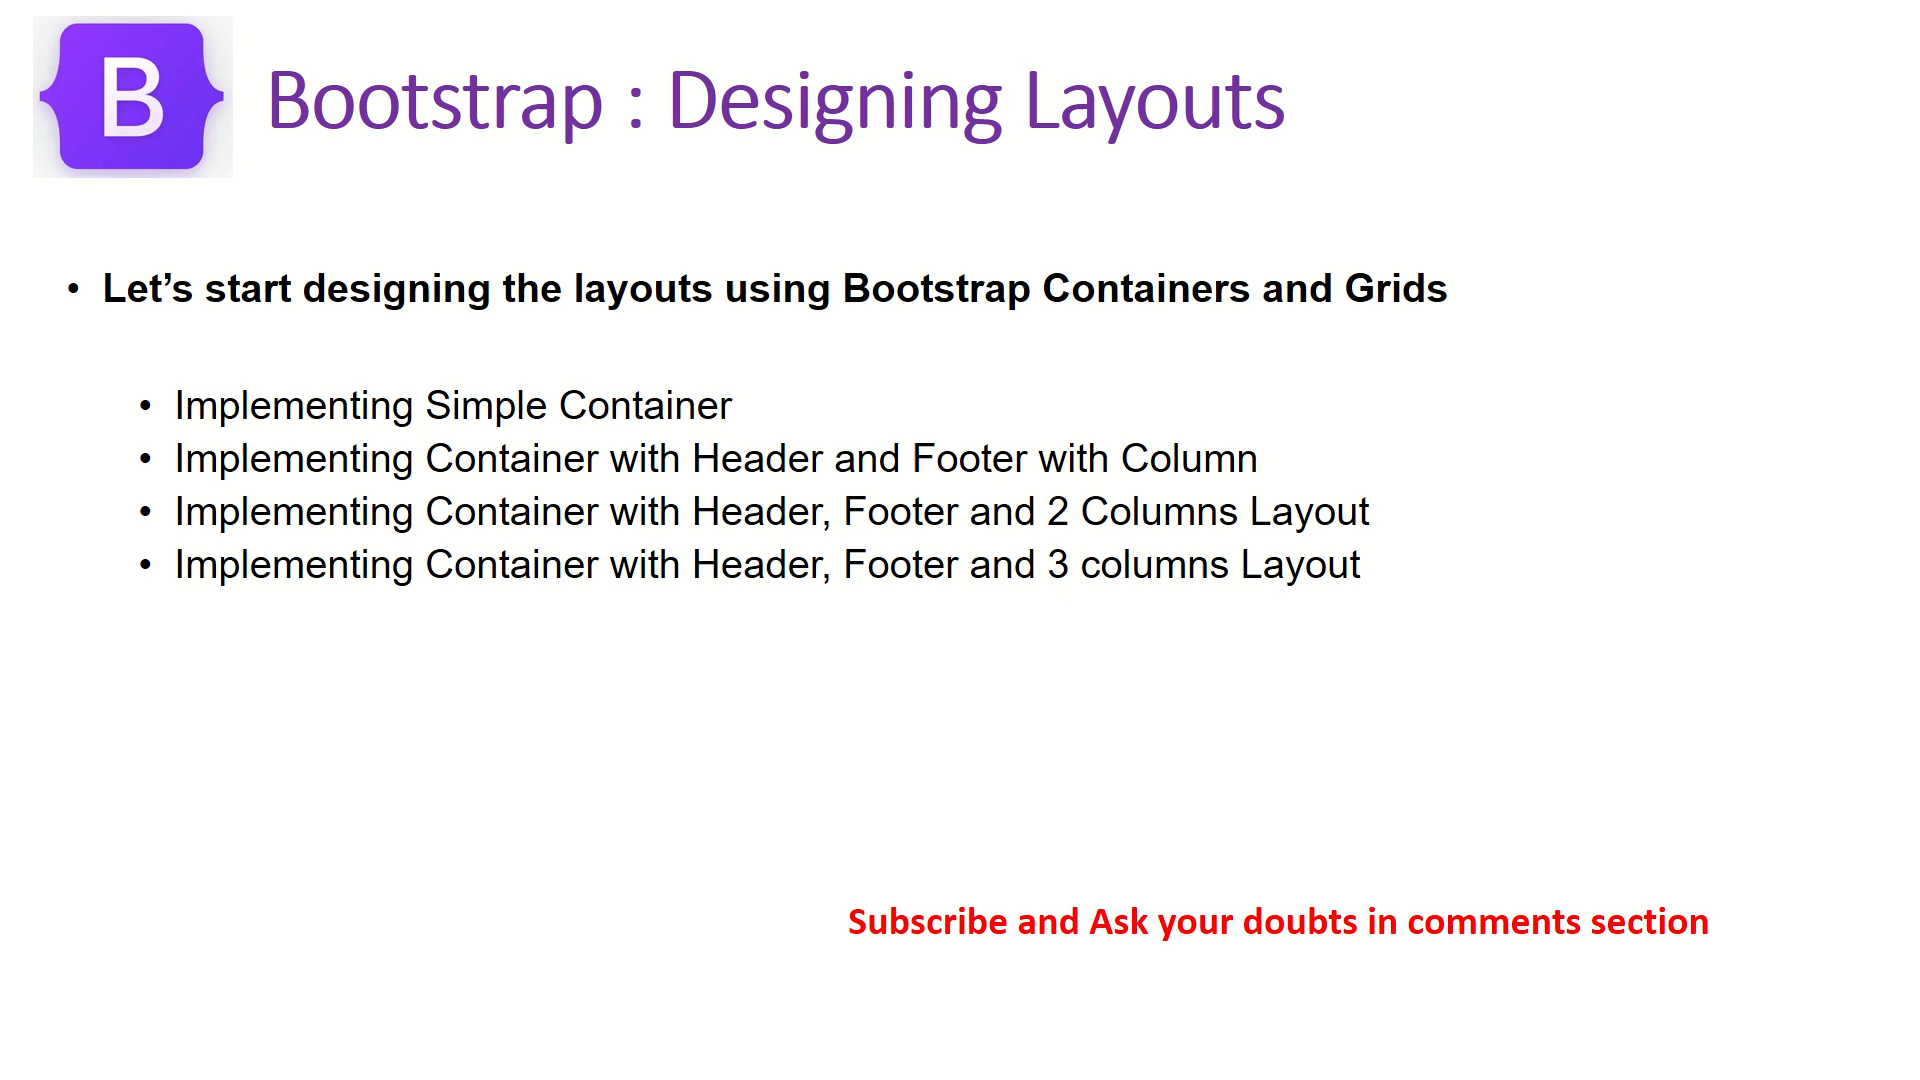 B
Bootstrap : Designing Layouts
• Let’s start designing the layouts using Bootstrap Containers and Grids
• Implementing Simple Container
• Implementing Container with Header and Footer with Column
• Implementing Container with Header, Footer and 2 Columns Layout
• Implementing Container with Header, Footer and 3 columns Layout
Subscribe and Ask your doubts in comments section